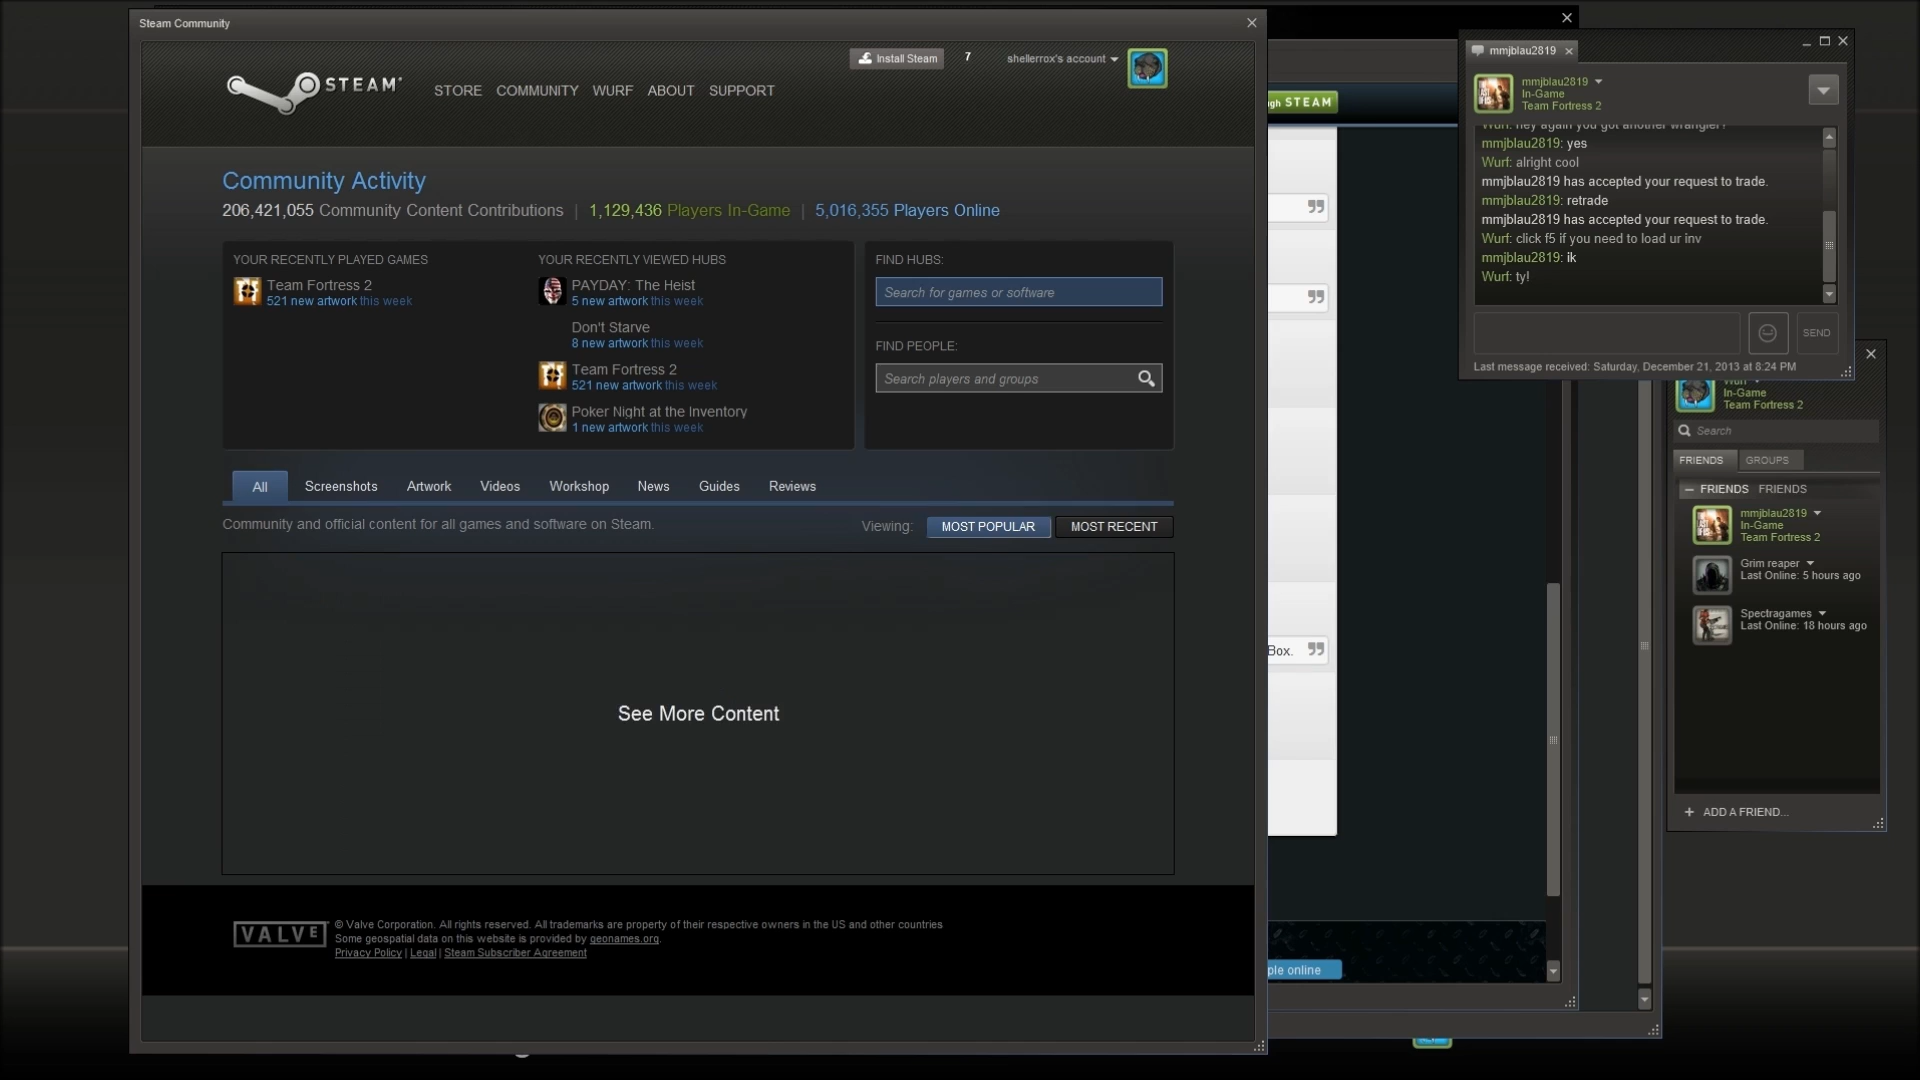 Steam Community
Install Steam
7
shellerrox's account
STEAM
STORE COMMUNITY WURF ABOUT SUPPORT
Community Activity
206,421,055 Community Content Contributions | 1,129,436 Players In-Game | 5,016,355 Players Online
YOUR RECENTLY PLAYED GAMES
Team Fortress 2
521 new artwork this week
YOUR RECENTLY VIEWED HUBS
PAYDAY: The Heist
5 new artwork this week
Don't Starve
8 new artwork this week
Team Fortress 2
521 new artwork this week
Poker Night at the Inventory
1 new artwork this week
FIND HUBS:
Search for games or software
FIND PEOPLE:
Search players and groups
All Screenshots Artwork Videos Workshop News Guides Reviews
Community and official content for all games and software on Steam.
Viewing: MOST POPULAR MOST RECENT
See More Content
VALVE
© Valve Corporation. All rights reserved. All trademarks are property of their respective owners in the US and other countries
Some geospatial data on this website is provided by geonames.org.
Privacy Policy | Legal | Steam Subscriber Agreement
ugh STEAM
Box.
ple online
mmjblau2819
mmjblau2819
In-Game
Team Fortress 2
Wurf: hey again you got another wrangler?
mmjblau2819: yes
Wurf: alright cool
mmjblau2819 has accepted your request to trade.
mmjblau2819: retrade
mmjblau2819 has accepted your request to trade.
Wurf: click f5 if you need to load ur inv
mmjblau2819: ik
Wurf: ty!
SEND
Last message received: Saturday, December 21, 2013 at 8:24 PM
Wurf
In-Game
Team Fortress 2
Search
FRIENDS GROUPS
FRIENDS FRIENDS
mmjblau2819
In-Game
Team Fortress 2
Grim reaper
Last Online: 5 hours ago
Spectragames
Last Online: 18 hours ago
+ ADD A FRIEND...